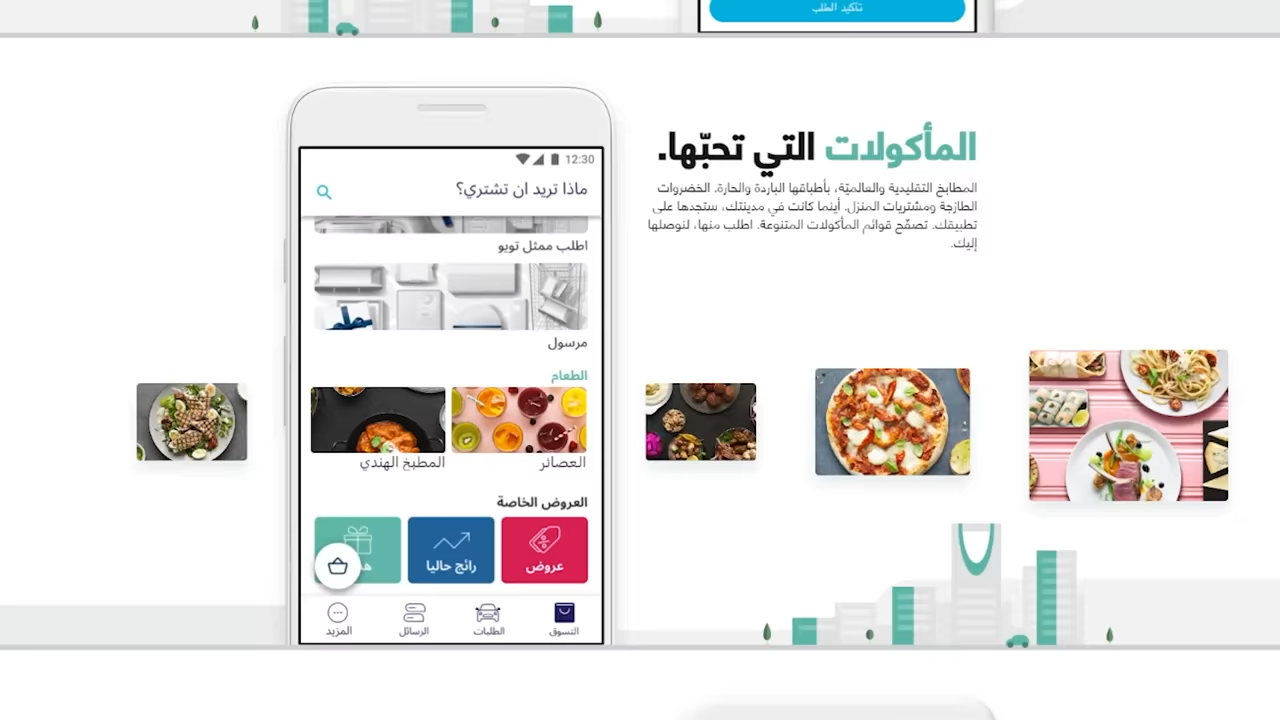 تأكيد الطلب
المأكولات التي تحبّها.
المطابخ التقليدية والعالميّة، بأطباقها الباردة والحارة. الخضروات
الطازجة ومشتريات المنزل. أينما كانت في مدينتك، ستجدها على
تطبيقك. تصفّح قوائم المأكولات المتنوعة. اطلب منها، لنوصلها
إليك.
12:30
ماذا تريد ان تشتري؟
اطلب ممثل تويو
مرسول
الطعام
العصائر
المطبخ الهندي
العروض الخاصة
عروض
رائج حاليا
التسوق
الطلبات
الرسائل
المزيد